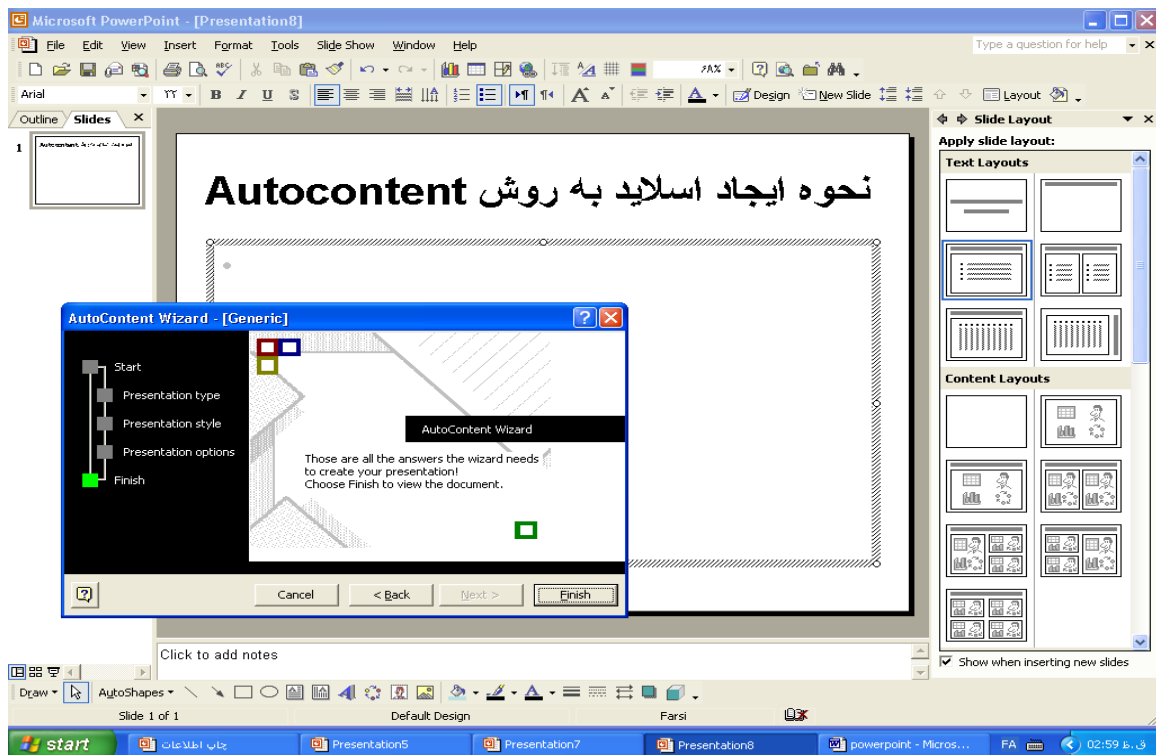 Microsoft PowerPoint - [Presentation8]
File Edit View Insert Format Tools Slide Show Window Help Type a question for help
۶۸%
Arial ۲۲ B I U S Design New Slide Layout
Outline Slides
Slide Layout
Apply slide layout:
Text Layouts
1
نحوه ایجاد اسلاید به روش Autocontent
AutoContent Wizard - [Generic]
Start
Presentation type
Presentation style
Presentation options
Finish
AutoContent Wizard
Those are all the answers the wizard needs
to create your presentation!
Choose Finish to view the document.
Cancel < Back Next > Finish
Content Layouts
Click to add notes
Show when inserting new slides
Draw AutoShapes
Slide 1 of 1 Default Design Farsi
start چاپ اطلاعات Presentation5 Presentation7 Presentation8 powerpoint - Micros... FA 02:59 ق.ظ